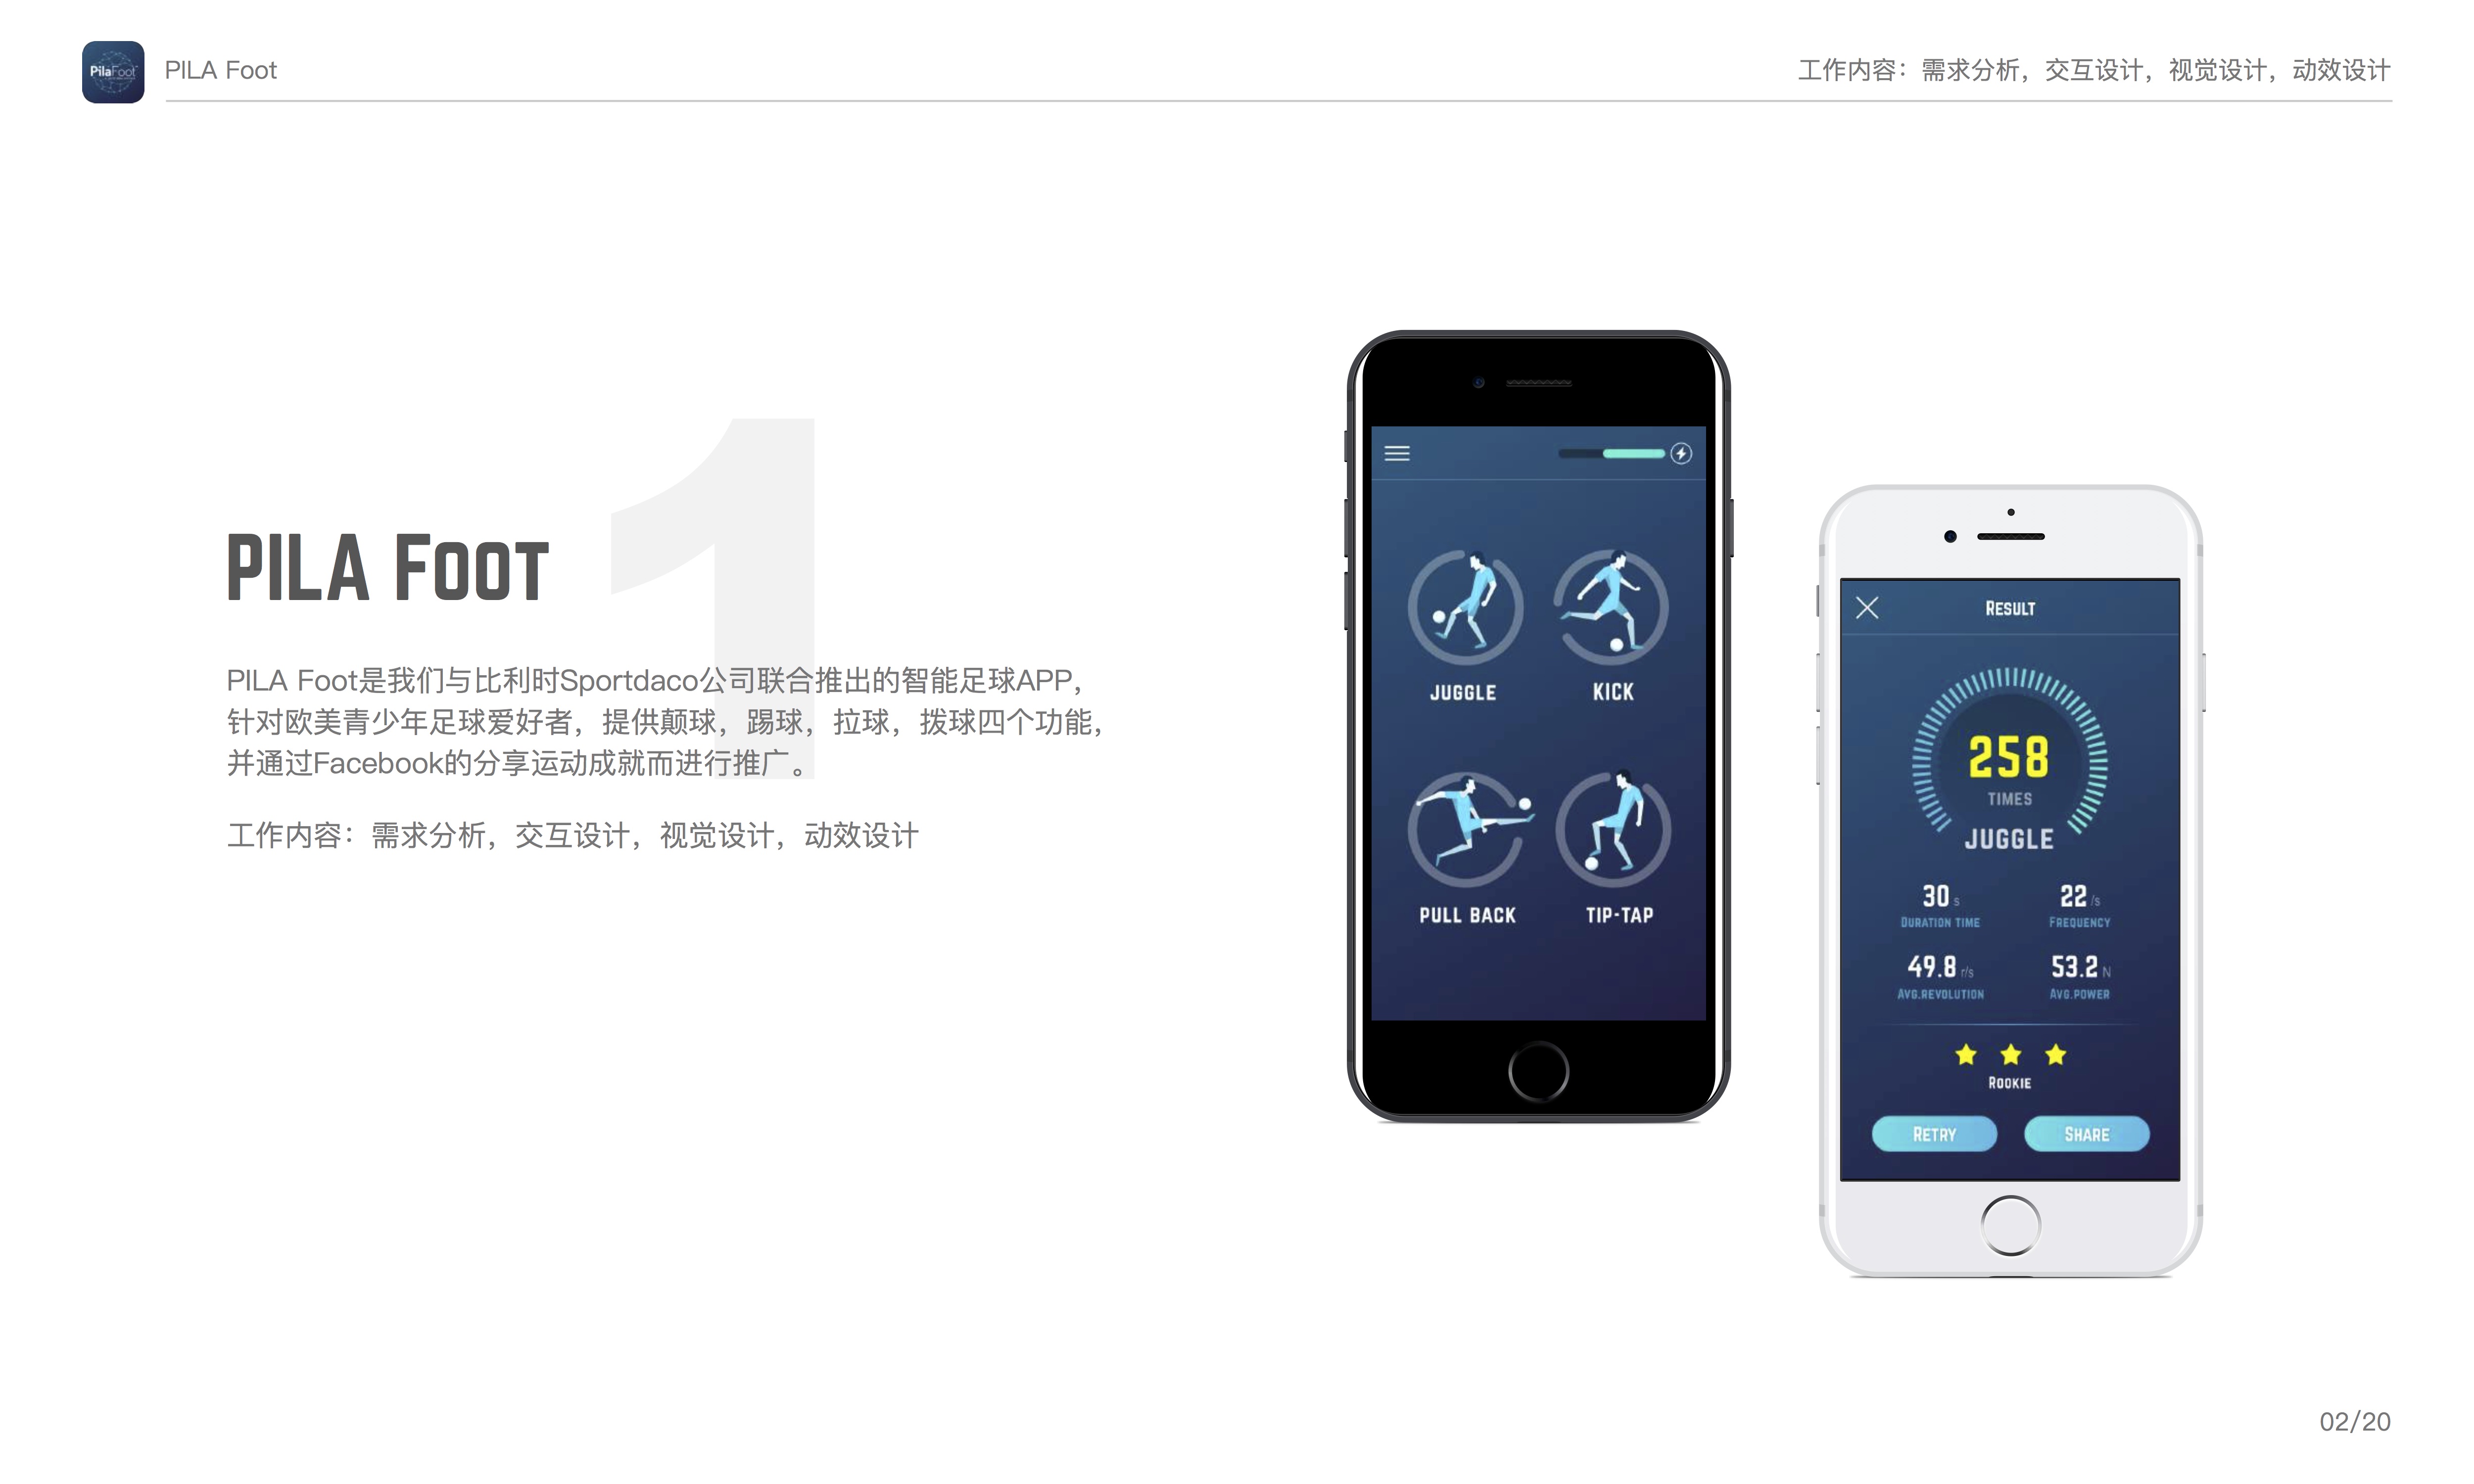 PilaFoot
PILA Foot
工作内容：需求分析，交互设计，视觉设计，动效设计
1
PILA FOOT
PILA Foot是我们与比利时Sportdaco公司联合推出的智能足球APP，
针对欧美青少年足球爱好者，提供颠球，踢球，拉球，拨球四个功能，
并通过Facebook的分享运动成就而进行推广。
工作内容：需求分析，交互设计，视觉设计，动效设计
JUGGLE
KICK
PULL BACK
TIP-TAP
RESULT
258
TIMES
JUGGLE
30 s
22 /s
DURATION TIME
FREQUENCY
49.8 r/s
53.2 N
AVG.REVOLUTION
AVG.POWER
ROOKIE
RETRY
SHARE
02/20